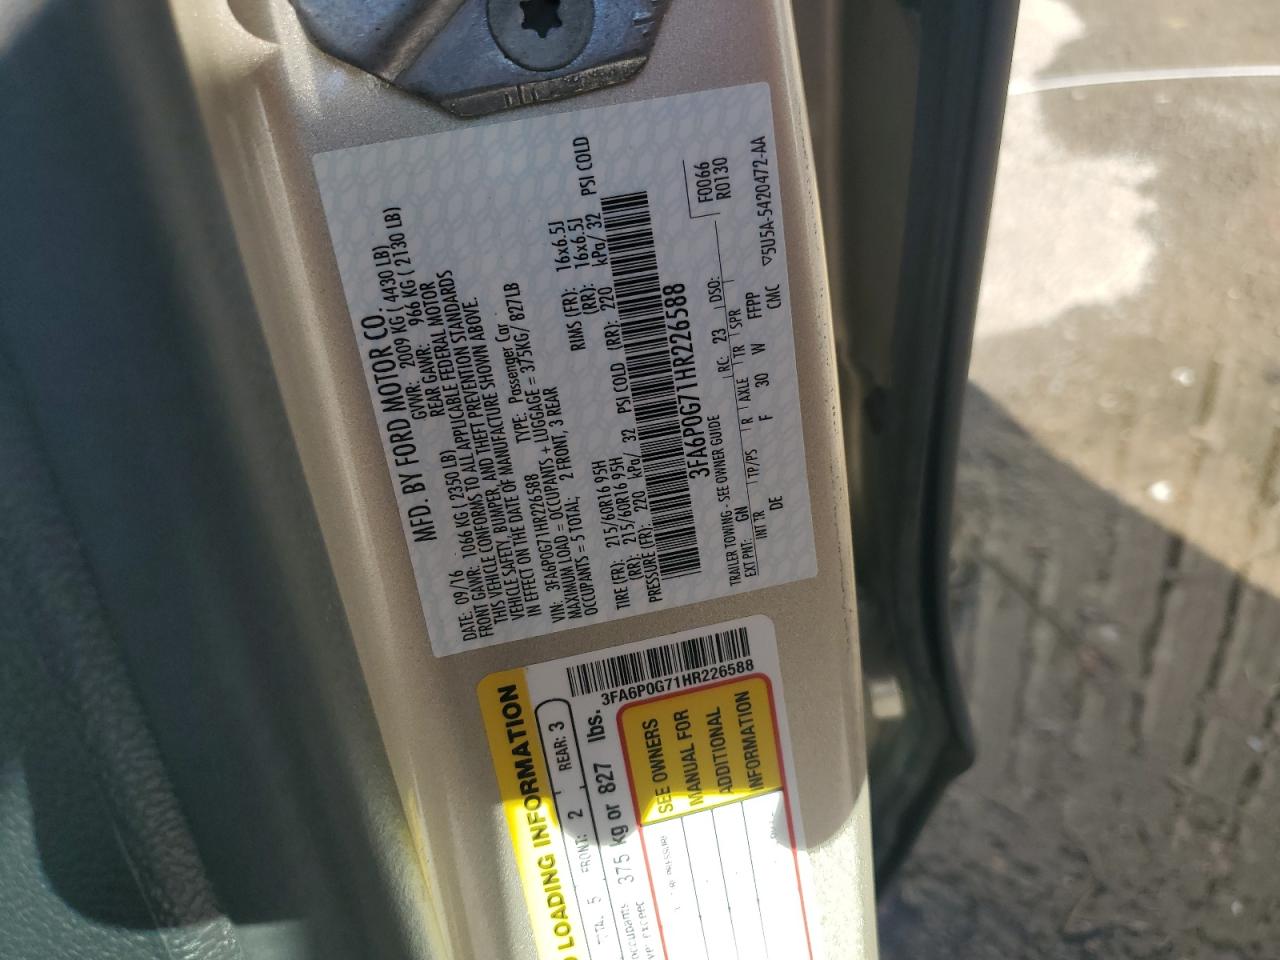 MFD. BY FORD MOTOR CO.
DATE: 09/16 GVWR: 2009 KG ( 4430 LB)
FRONT GAWR: 1066 KG ( 2350 LB) REAR GAWR: 966 KG ( 2130 LB)
THIS VEHICLE CONFORMS TO ALL APPLICABLE FEDERAL MOTOR
VEHICLE SAFETY, BUMPER, AND THEFT PREVENTION STANDARDS
IN EFFECT ON THE DATE OF MANUFACTURE SHOWN ABOVE.
VIN: 3FA6P0G71HR226588 TYPE: Passenger Car
MAXIMUM LOAD = OCCUPANTS + LUGGAGE = 375KG/ 827LB
OCCUPANTS = 5 TOTAL; 2 FRONT, 3 REAR
TIRE (FR): 215/60R16 95H RIMS (FR): 16x6.5J
(RR): 215/60R16 95H (RR): 16x6.5J
PRESSURE (FR): 220 kPa/ 32 PSI COLD (RR): 220 kPa/ 32 PSI COLD
3FA6P0G71HR226588
F0066
R0130
TRAILER TOWING - SEE OWNER GUIDE RC: 23 DSO:
EXT PNT: GN TP/PS R AXLE TR SPR
INT TR F 30 W FFPP
DE CMC ▽5U5A-5420472-AA
LOADING INFORMATION
5 FRONT: 2 REAR: 3
occupants 375 kg or 827 lbs.
3FA6P0G71HR226588
SEE OWNERS
MANUAL FOR
ADDITIONAL
INFORMATION